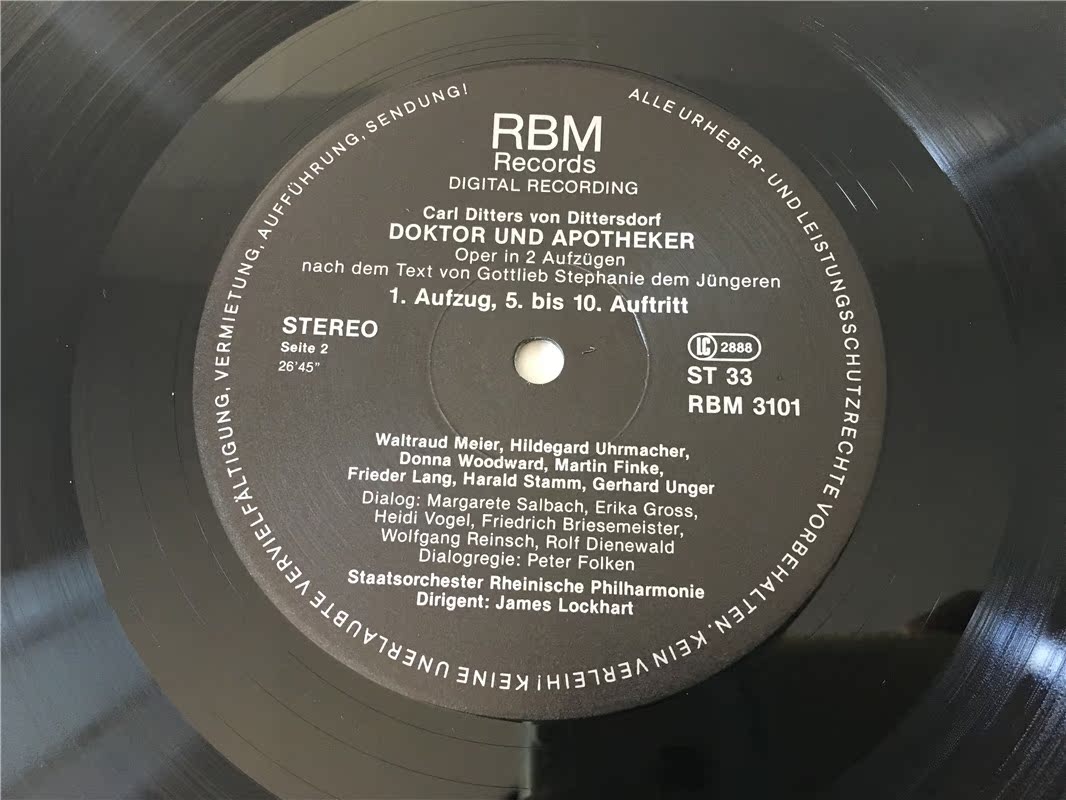 RBM
Records
DIGITAL RECORDING
Carl Ditters von Dittersdorf
DOKTOR UND APOTHEKER
Oper in 2 Aufzügen
nach dem Text von Gottlieb Stephanie dem Jüngeren
1. Aufzug, 5. bis 10. Auftritt
STEREO
Seite 2
26'45"
LC 2888
ST 33
RBM 3101
Waltraud Meier, Hildegard Uhrmacher,
Donna Woodward, Martin Finke,
Frieder Lang, Harald Stamm, Gerhard Unger
Dialog: Margarete Salbach, Erika Gross,
Heidi Vogel, Friedrich Briesemeister,
Wolfgang Reinsch, Rolf Dienewald
Dialogregie: Peter Folken
Staatsorchester Rheinische Philharmonie
Dirigent: James Lockhart
ALLE URHEBER- UND LEISTUNGSSCHUTZRECHTE VORBEHALTEN. KEIN VERLEIH! KEINE UNERLAUBTE VERVIELFÄLTIGUNG, VERMIETUNG, AUFFÜHRUNG, SENDUNG!